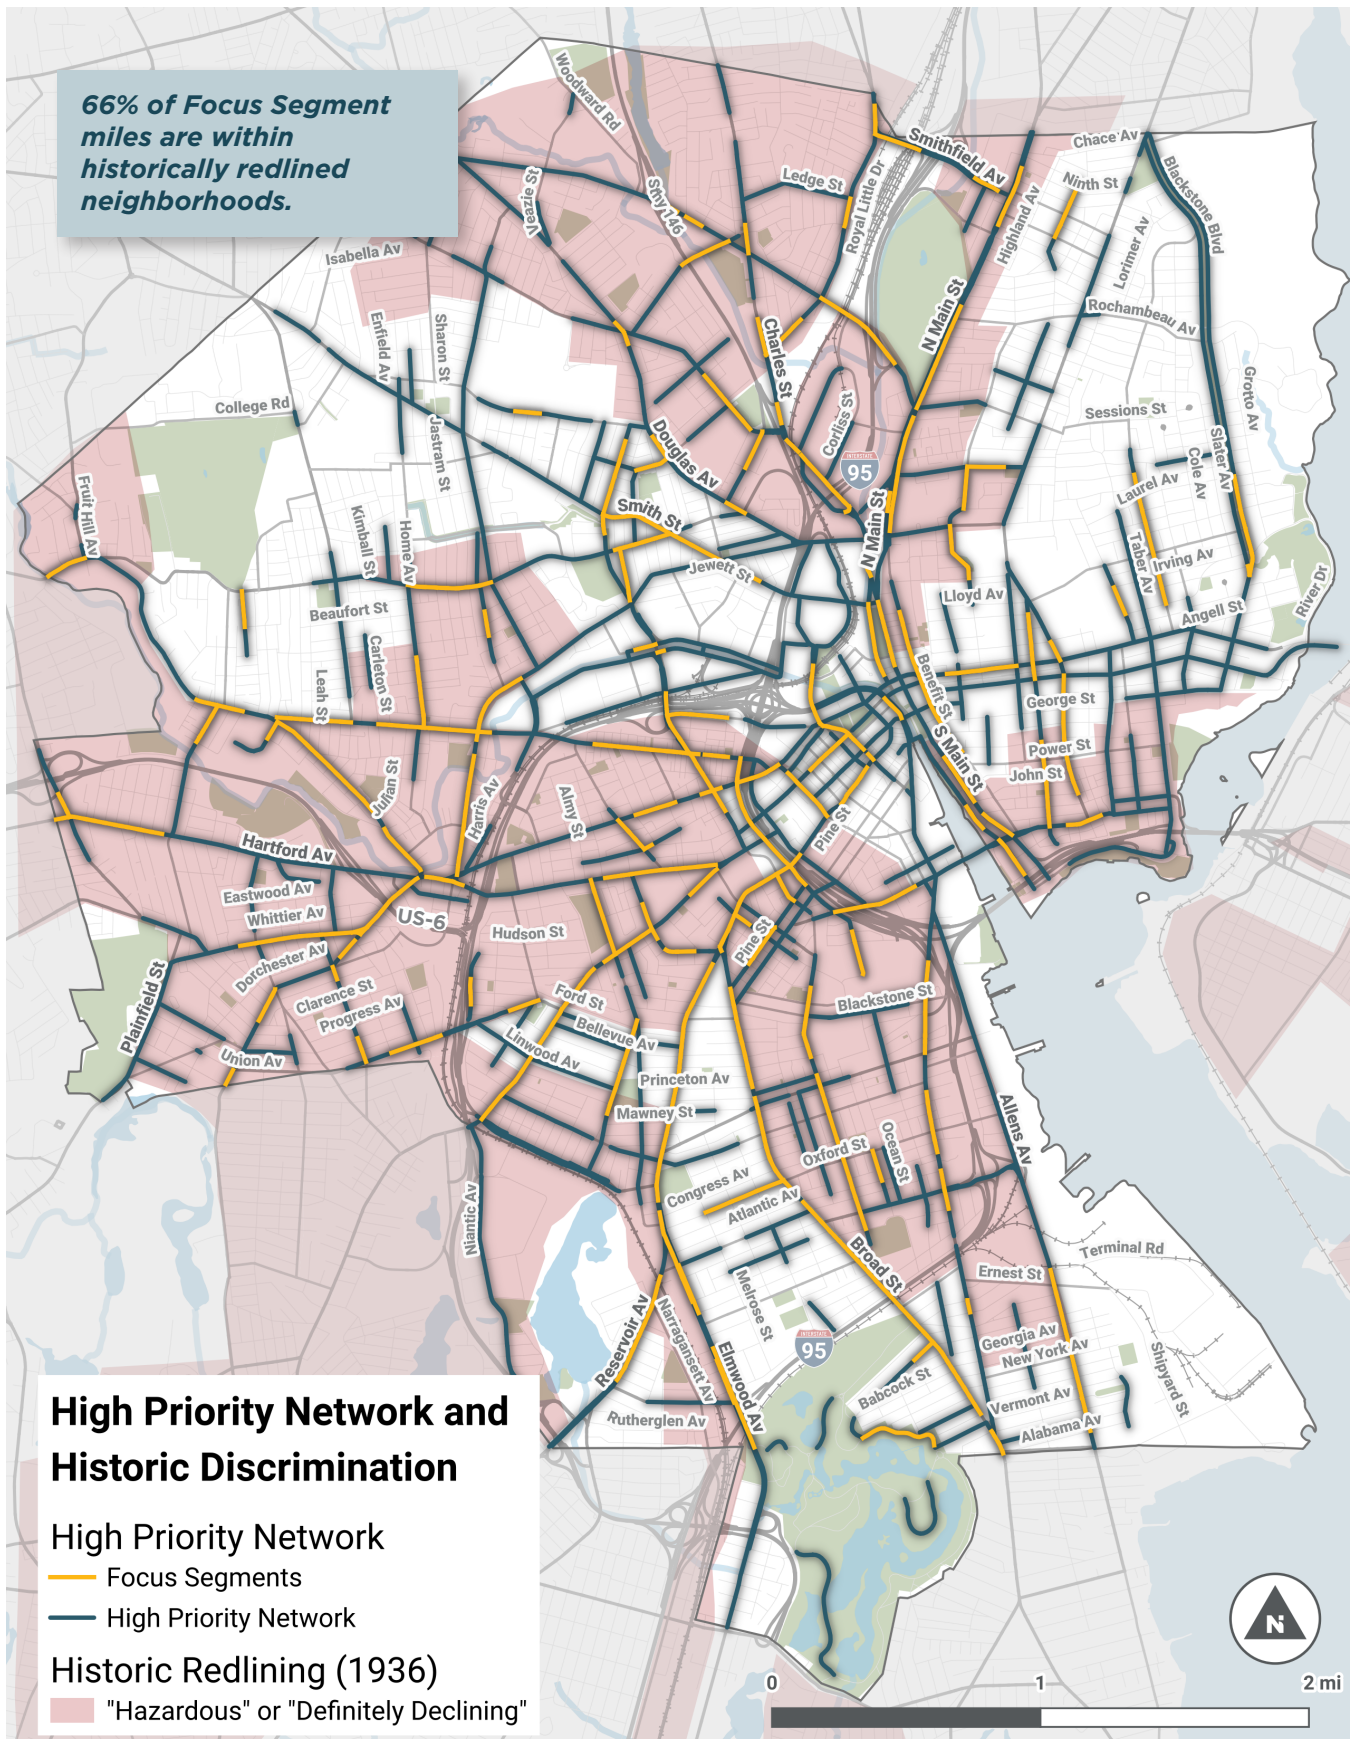 66% of Focus Segment
miles are within
historically redlined
neighborhoods.
Woodward Rd
Smithfield Av
Chace Av
Ledge St
Ninth St
Blackstone Blvd
Veazie St
Sthy 146
Royal Little Dr
Highland Av
Lorimer Av
Isabella Av
Rochambeau Av
Enfield Av
Sharon St
N Main St
Charles St
College Rd
Grotto Av
Sessions St
Corliss St
Jastram St
Douglas Av
Slater Av
Cole Av
INTERSTATE
95
Fruit Hill Av
Laurel Av
Kimball St
Home Av
Smith St
N Main St
Taber Av
Irving Av
Jewett St
Lloyd Av
River Dr
Beaufort St
Angell St
Carleton St
Leah St
Benefit St
George St
S Main St
Power St
John St
Julian St
Harris Av
Almy St
Pine St
Hartford Av
Eastwood Av
Whittier Av
US-6
Hudson St
Pine St
Dorchester Av
Plainfield St
Clarence St
Progress Av
Ford St
Blackstone St
Bellevue Av
Linwood Av
Union Av
Princeton Av
Mawney St
Allens Av
Oxford St
Ocean St
Congress Av
Atlantic Av
Niantic Av
Broad St
Terminal Rd
Ernest St
Melrose St
Reservoir Av
Narragansett Av
INTERSTATE
95
Georgia Av
New York Av
Elmwood Av
Shipyard St
Babcock St
Vermont Av
Alabama Av
Rutherglen Av
High Priority Network and
Historic Discrimination
High Priority Network
Focus Segments
High Priority Network
Historic Redlining (1936)
"Hazardous" or "Definitely Declining"
N
0 1 2 mi